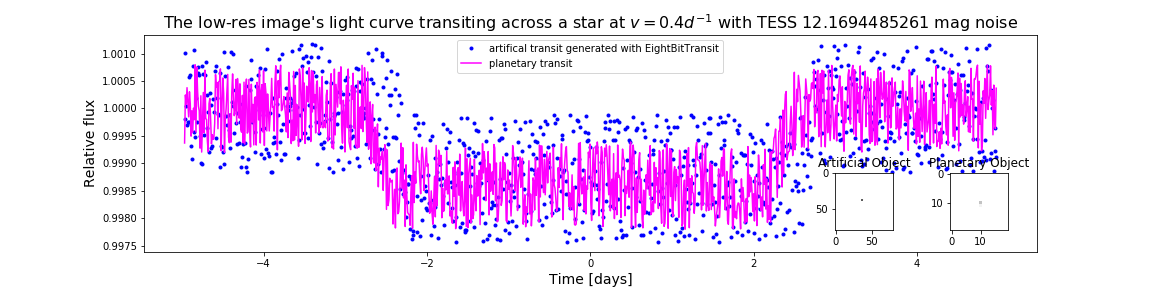 The low-res image's light curve transiting across a star at v = 0.4d⁻¹ with TESS 12.1694485261 mag noise
artifical transit generated with EightBitTransit
planetary transit
Relative flux
1.0010
1.0005
1.0000
0.9995
0.9990
0.9985
0.9980
0.9975
Artificial Object
0
50
0 50
Planetary Object
0
10
0 10
−4 −2 0 2 4
Time [days]